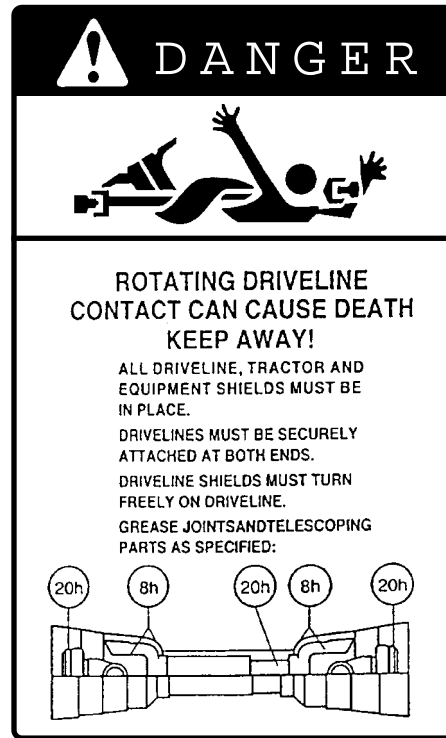 DANGER
ROTATING DRIVELINE
CONTACT CAN CAUSE DEATH
KEEP AWAY!
ALL DRIVELINE, TRACTOR AND
EQUIPMENT SHIELDS MUST BE
IN PLACE.
DRIVELINES MUST BE SECURELY
ATTACHED AT BOTH ENDS.
DRIVELINE SHIELDS MUST TURN
FREELY ON DRIVELINE.
GREASE JOINTSANDTELESCOPING
PARTS AS SPECIFIED:
20h 8h 20h 8h 20h